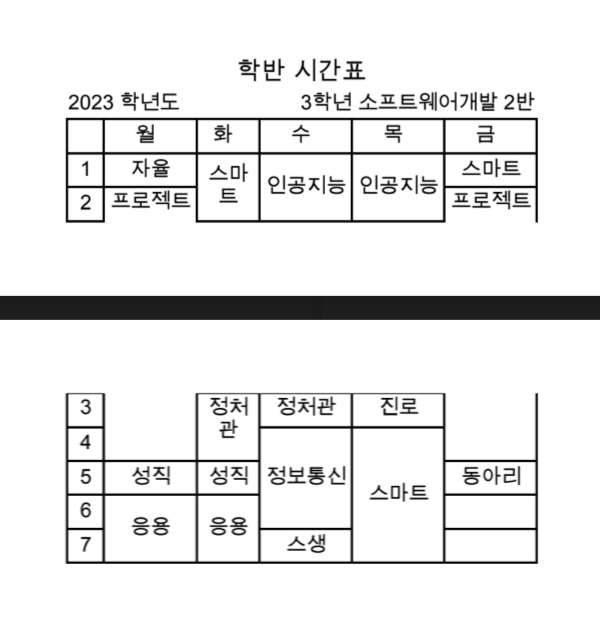 학반 시간표
2023 학년도 3학년 소프트웨어개발 2반
월 화 수 목 금
1 자율 스마트 인공지능 인공지능 스마트
2 프로젝트 프로젝트
3 정처관 정처관 진로
4 정보통신 스마트
5 성직 성직 동아리
6 응용 응용
7 스생